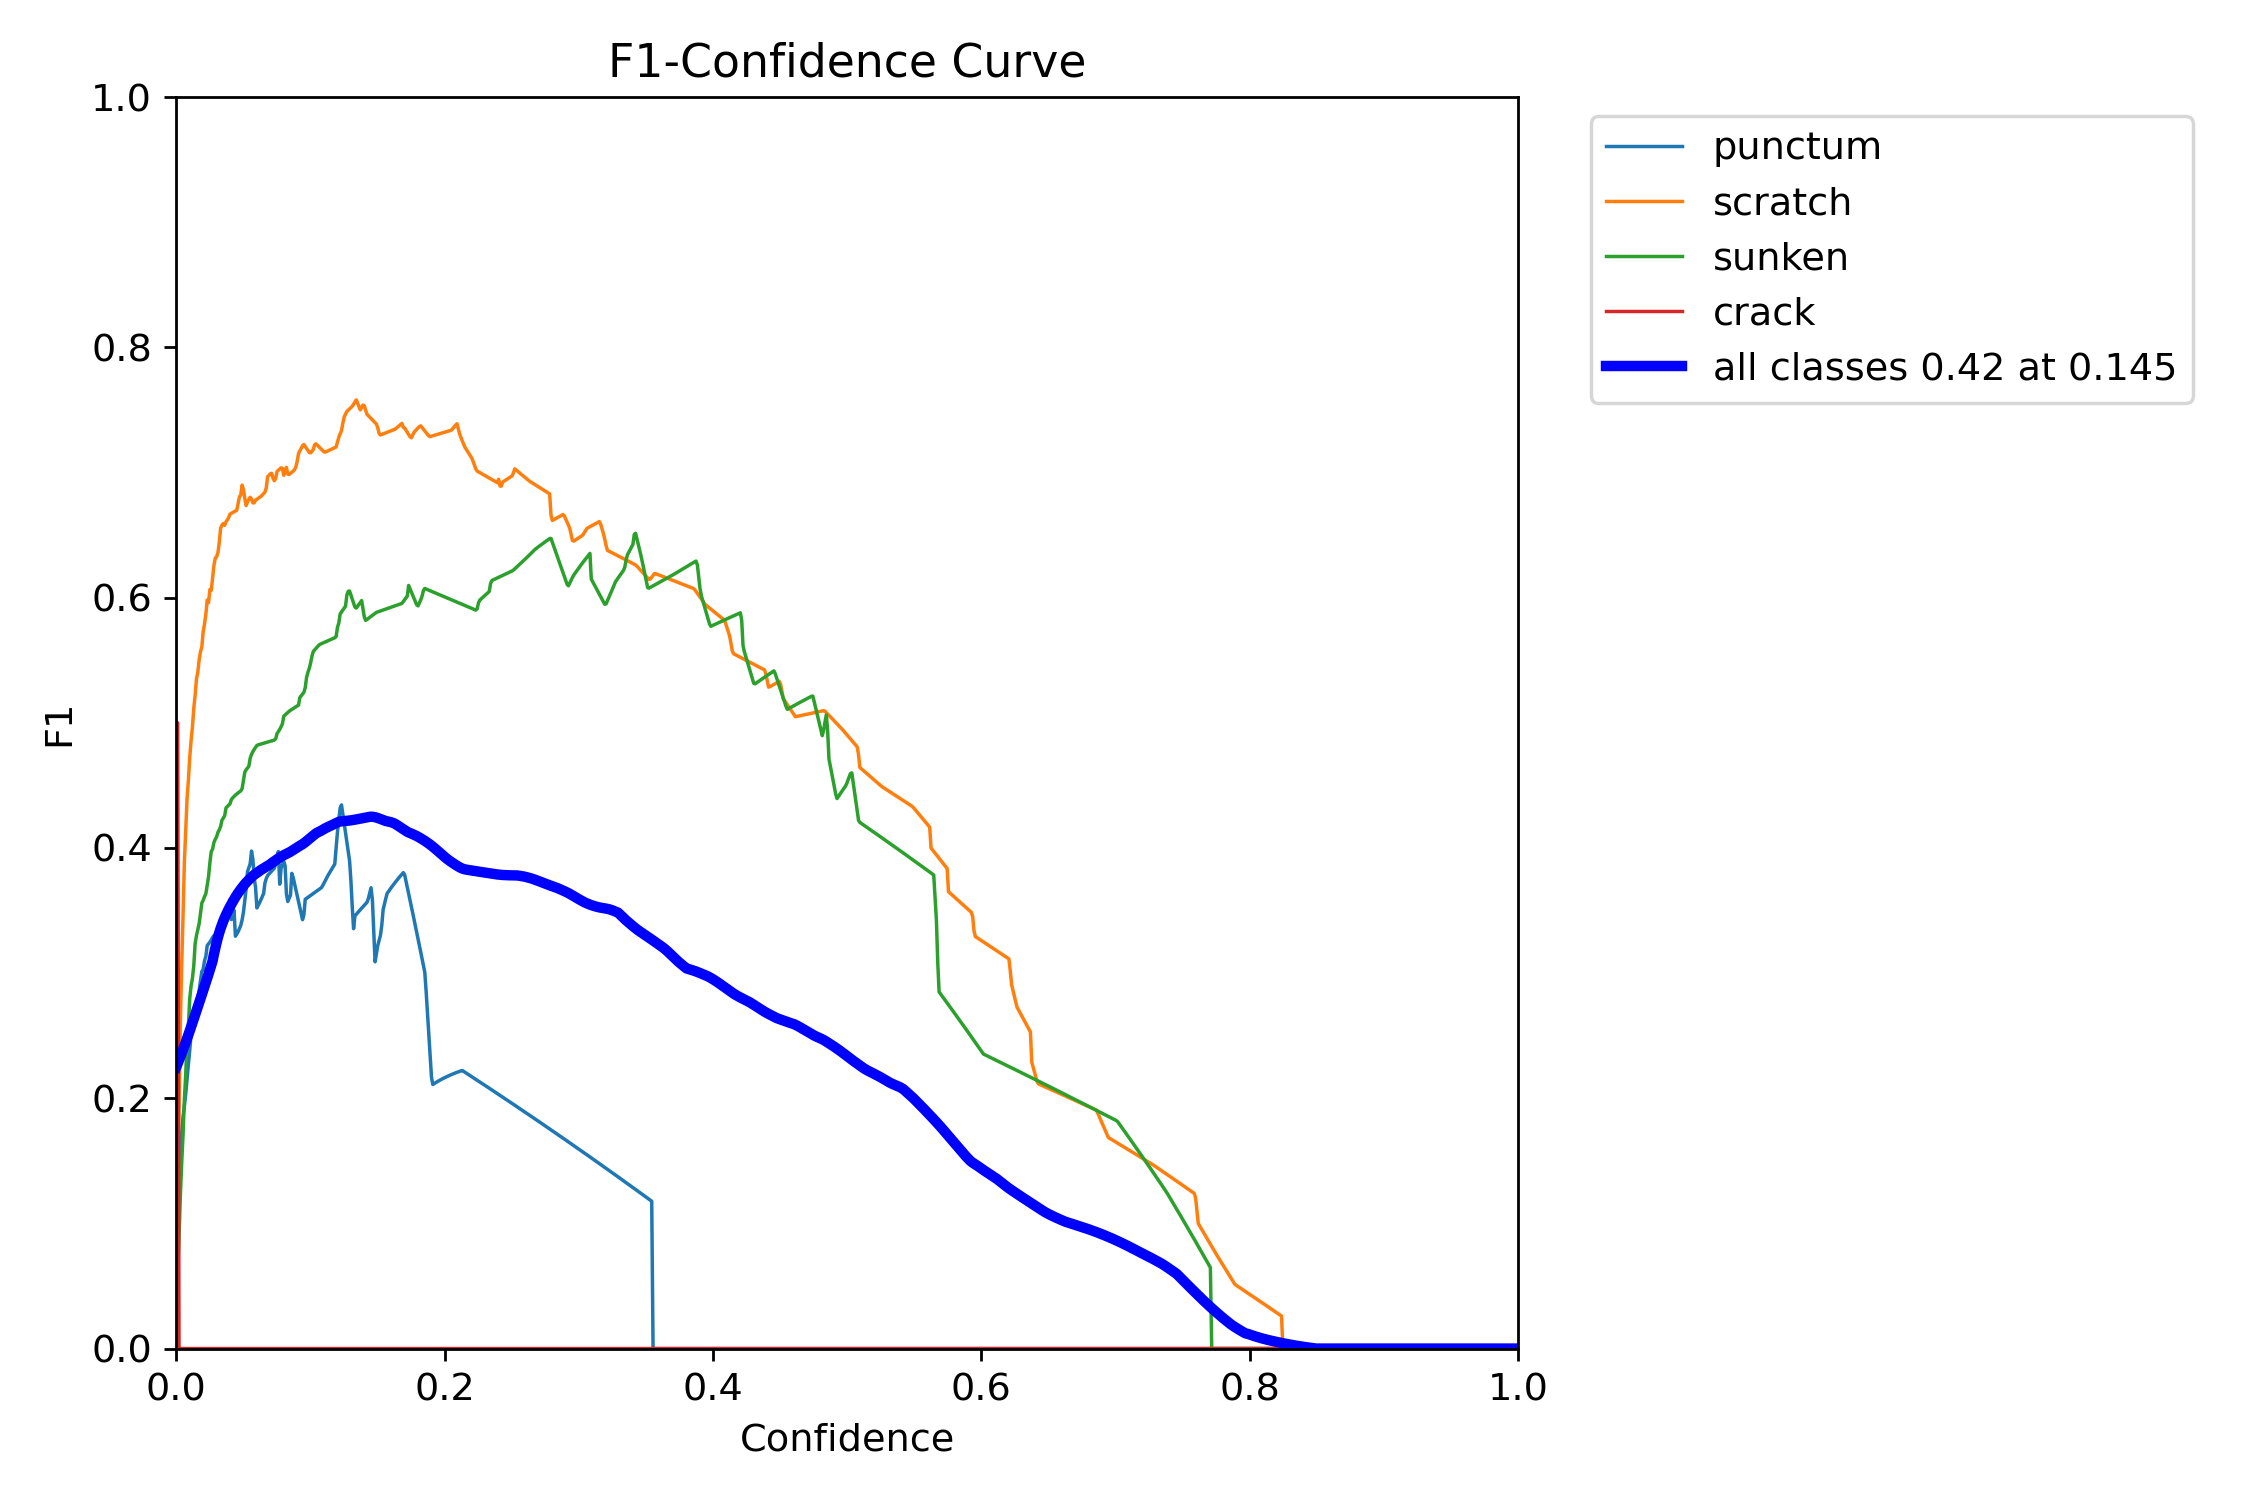 F1-Confidence Curve
1.0
0.8
0.6
0.4
0.2
0.0
F1
0.0 0.2 0.4 0.6 0.8 1.0
Confidence
punctum
scratch
sunken
crack
all classes 0.42 at 0.145